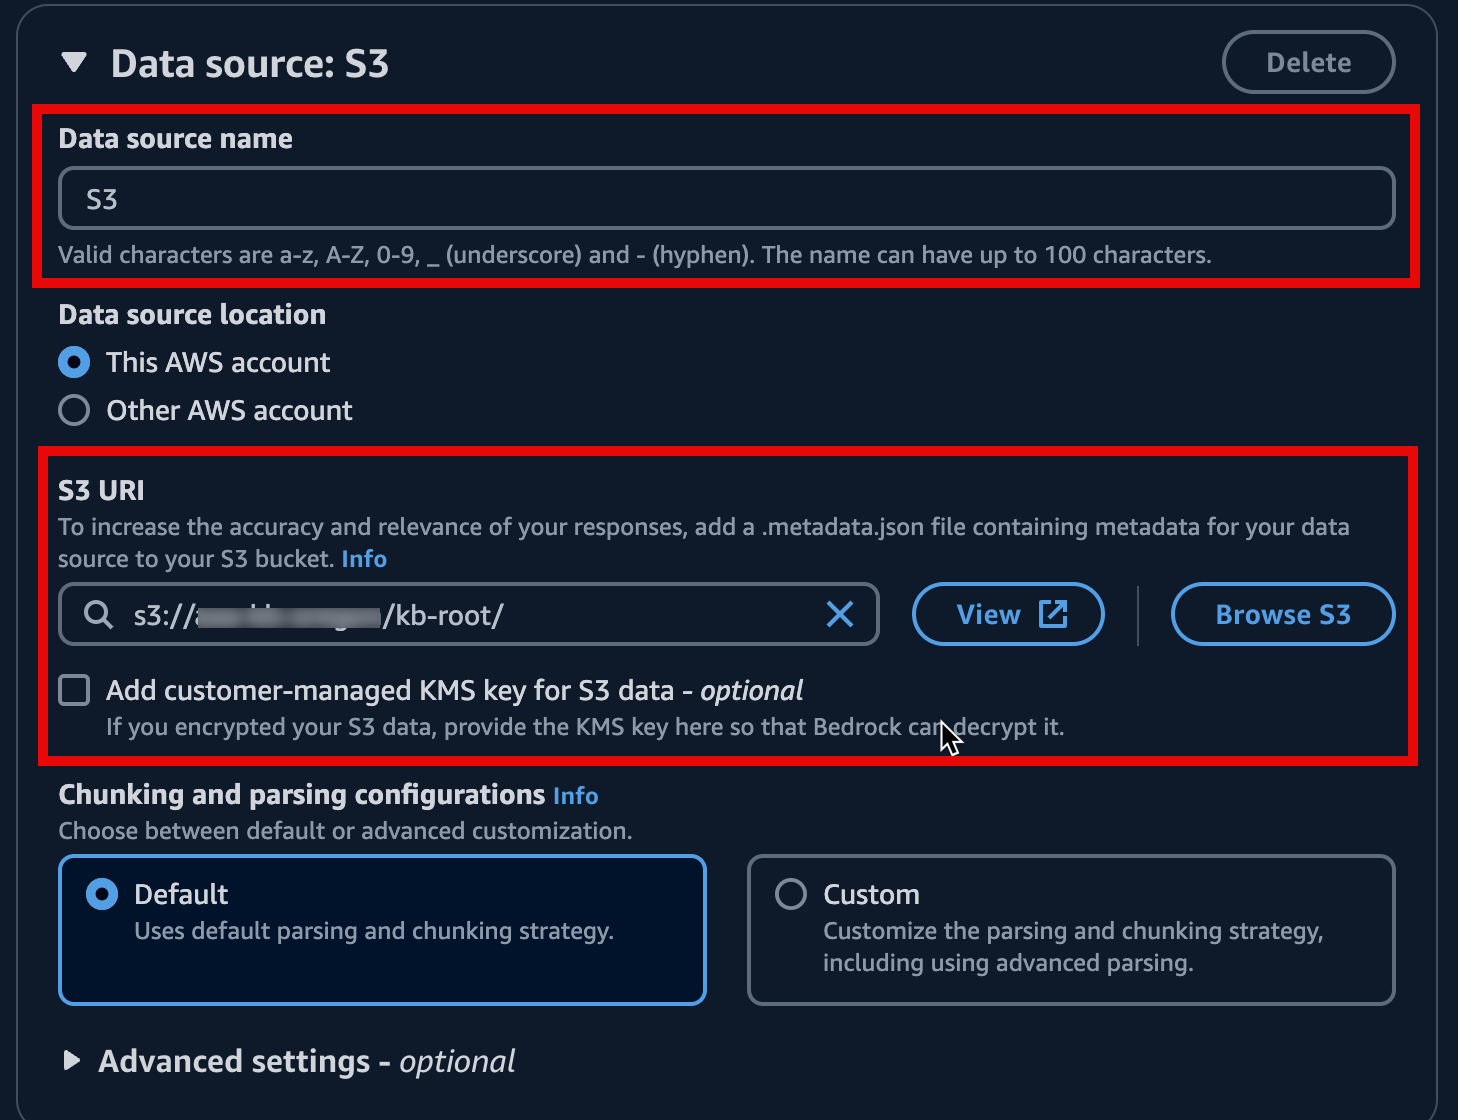 Data source: S3
Delete
Data source name
S3
Valid characters are a-z, A-Z, 0-9, _ (underscore) and - (hyphen). The name can have up to 100 characters.
Data source location
This AWS account
Other AWS account
S3 URI
To increase the accuracy and relevance of your responses, add a .metadata.json file containing metadata for your data
source to your S3 bucket. Info
s3:// /kb-root/
View
Browse S3
Add customer-managed KMS key for S3 data - optional
If you encrypted your S3 data, provide the KMS key here so that Bedrock can decrypt it.
Chunking and parsing configurations Info
Choose between default or advanced customization.
Default
Uses default parsing and chunking strategy.
Custom
Customize the parsing and chunking strategy,
including using advanced parsing.
Advanced settings - optional